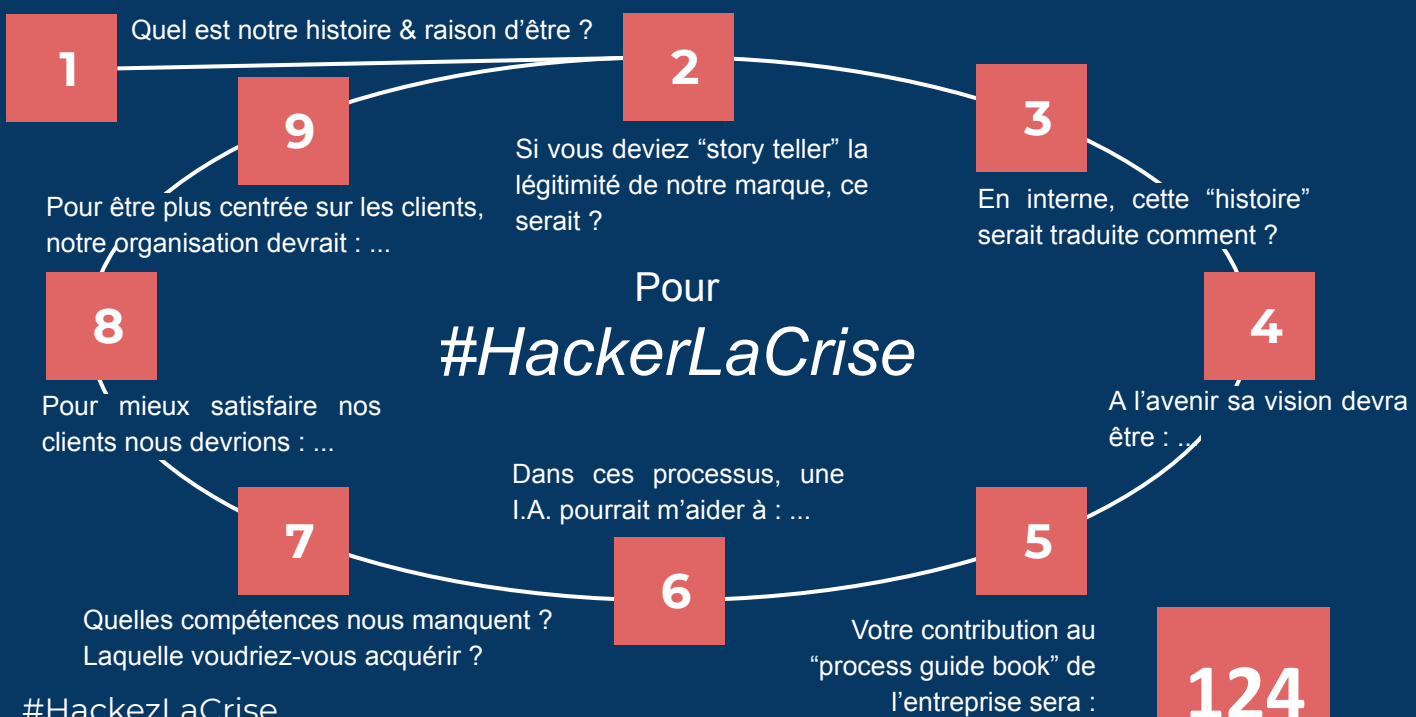 1
Quel est notre histoire & raison d’être ?
2
Si vous deviez “story teller” la
légitimité de notre marque, ce
serait ?
3
En interne, cette “histoire”
serait traduite comment ?
4
A l’avenir sa vision devra
être : ...
5
Votre contribution au
“process guide book” de
l’entreprise sera :
6
Dans ces processus, une
I.A. pourrait m’aider à : ...
7
Quelles compétences nous manquent ?
Laquelle voudriez-vous acquérir ?
8
Pour mieux satisfaire nos
clients nous devrions : ...
9
Pour être plus centrée sur les clients,
notre organisation devrait : ...
Pour
#HackerLaCrise
#HackezLaCrise
124